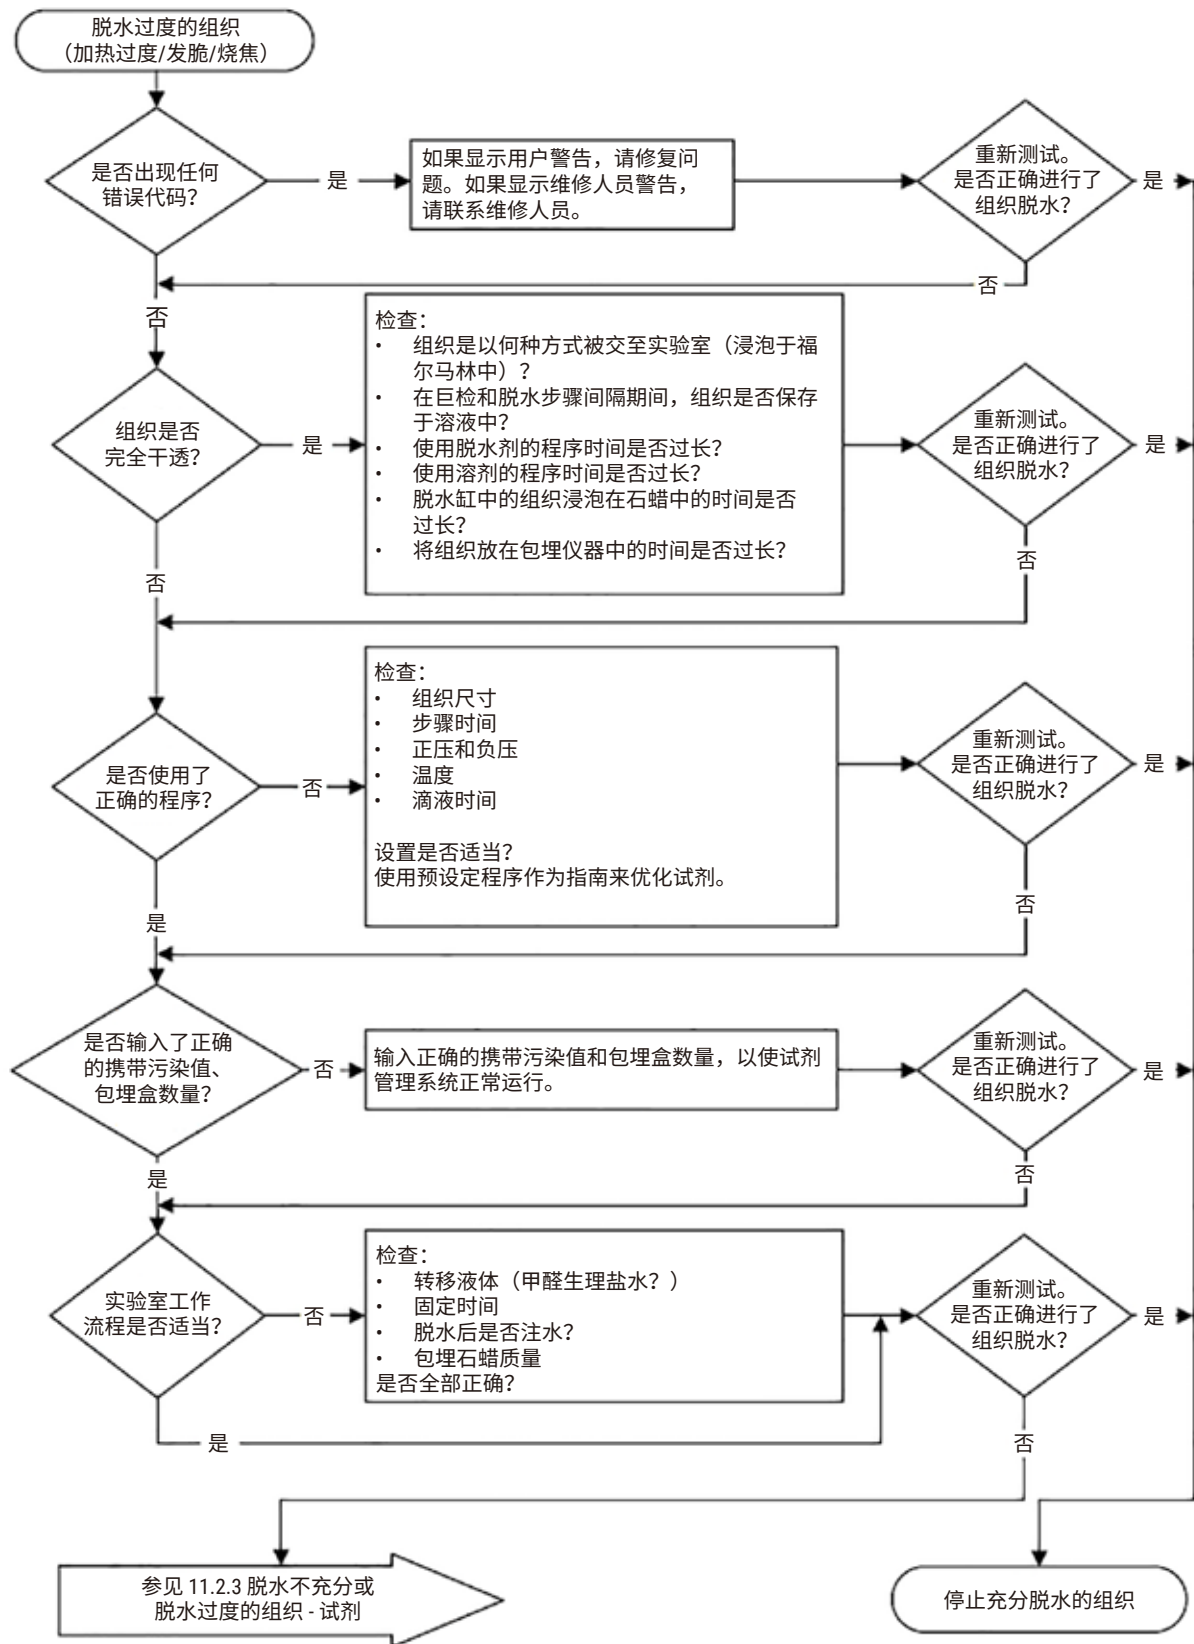 脱水过度的组织
（加热过度/发脆/烧焦）
是否出现任何
错误代码？
是
如果显示用户警告，请修复问
题。如果显示维修人员警告，
请联系维修人员。
重新测试。
是否正确进行了
组织脱水？
是
否
否
组织是否
完全干透？
是
检查：
• 组织是以何种方式被交至实验室（浸泡于福
尔马林中）？
• 在巨检和脱水步骤间隔期间，组织是否保存
于溶液中？
• 使用脱水剂的程序时间是否过长？
• 使用溶剂的程序时间是否过长？
• 脱水缸中的组织浸泡在石蜡中的时间是否
过长？
• 将组织放在包埋仪器中的时间是否过长？
重新测试。
是否正确进行了
组织脱水？
是
否
否
是否使用了
正确的程序？
否
检查：
• 组织尺寸
• 步骤时间
• 正压和负压
• 温度
• 滴液时间
设置是否适当？
使用预设定程序作为指南来优化试剂。
重新测试。
是否正确进行了
组织脱水？
是
否
是
是否输入了正确
的携带污染值、
包埋盒数量？
否
输入正确的携带污染值和包埋盒数量，以使试剂
管理系统正常运行。
重新测试。
是否正确进行了
组织脱水？
是
否
是
实验室工作
流程是否适当？
否
检查：
• 转移液体（甲醛生理盐水？）
• 固定时间
• 脱水后是否注水？
• 包埋石蜡质量
是否全部正确？
重新测试。
是否正确进行了
组织脱水？
是
是
否
参见 11.2.3 脱水不充分或
脱水过度的组织 - 试剂
停止充分脱水的组织